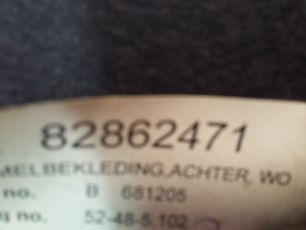 82862471
MELBEKLEDING, ACHTER, WO
no. B 681205
q no. 52-48-5.102